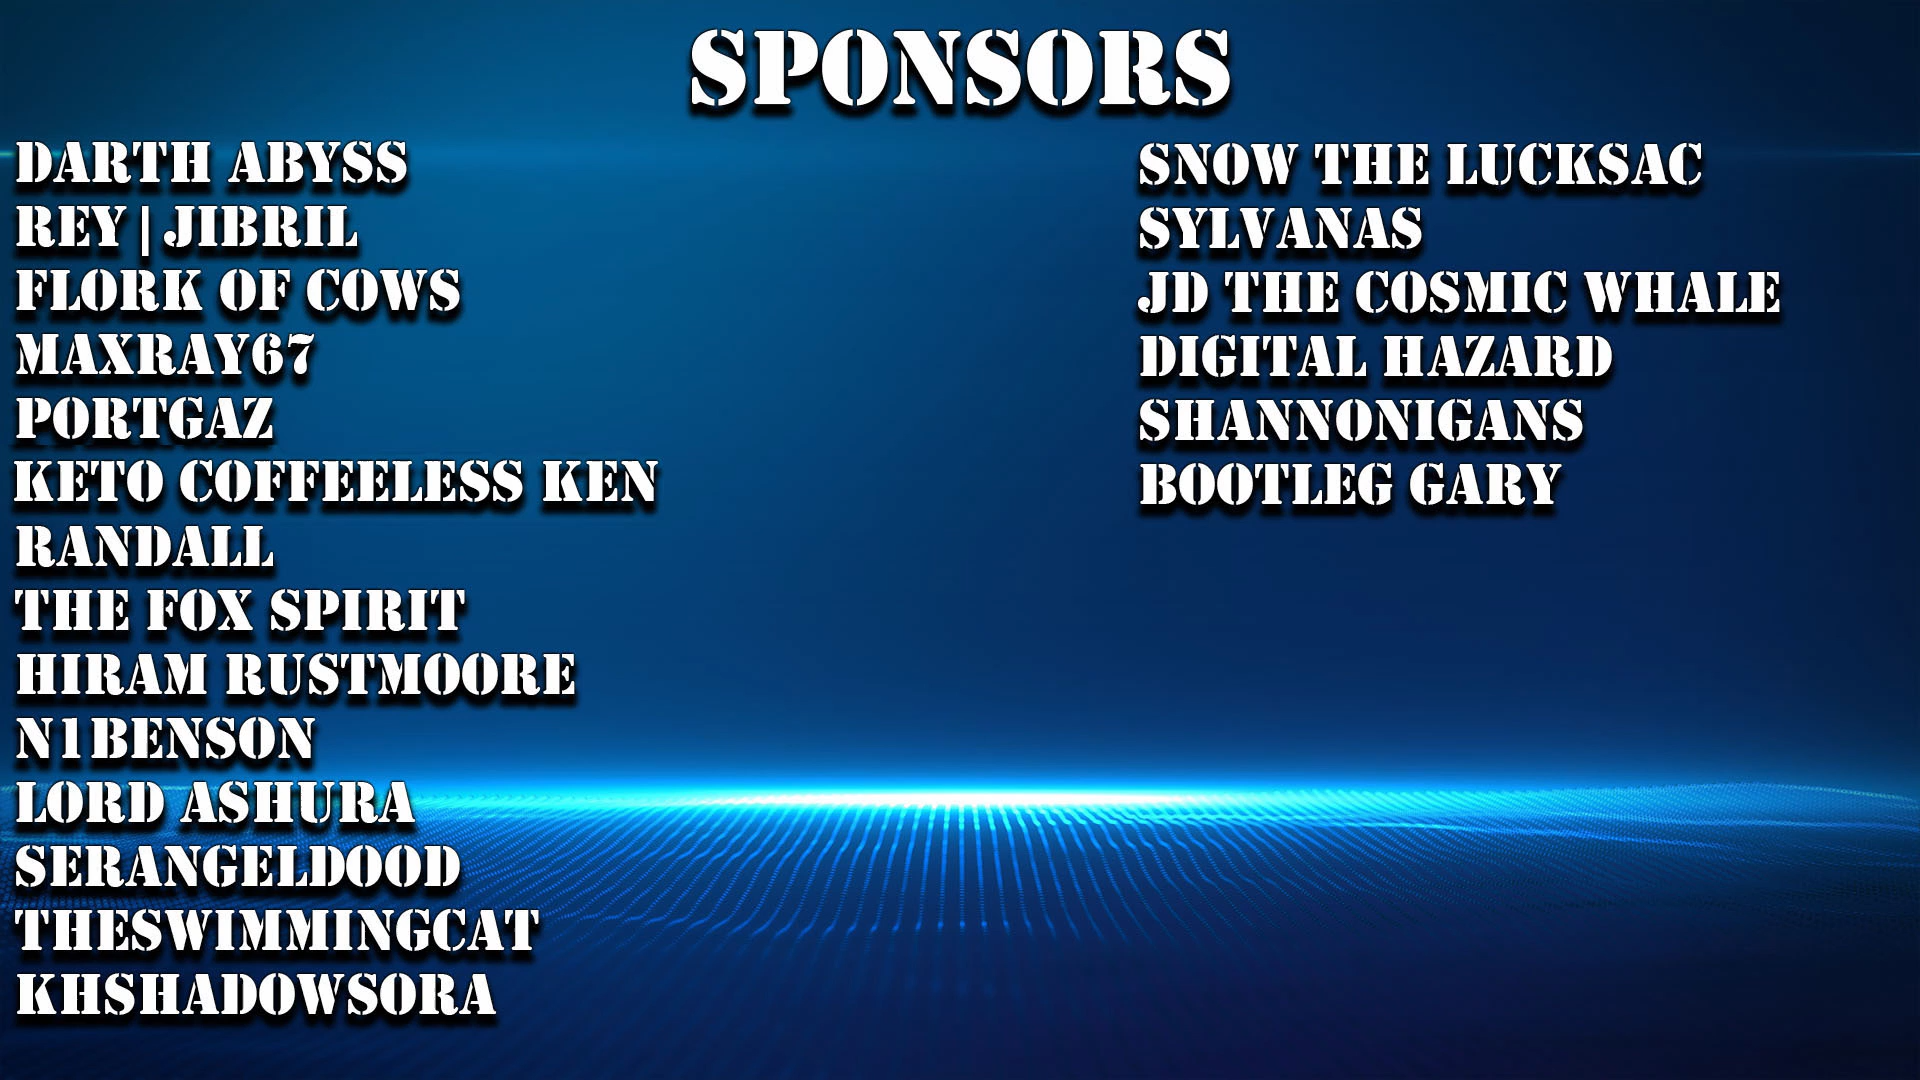 SPONSORS
DARTH ABYSS
REY | JIBRIL
FLORK OF COWS
MAXRAY67
PORTGAZ
KETO COFFEELESS KEN
RANDALL
THE FOX SPIRIT
HIRAM RUSTMOORE
N1BENSON
LORD ASHURA
SERANGELDOOD
THESWIMMINGCAT
KHSHADOWSORA
SNOW THE LUCKSAC
SYLVANAS
JD THE COSMIC WHALE
DIGITAL HAZARD
SHANNONIGANS
BOOTLEG GARY